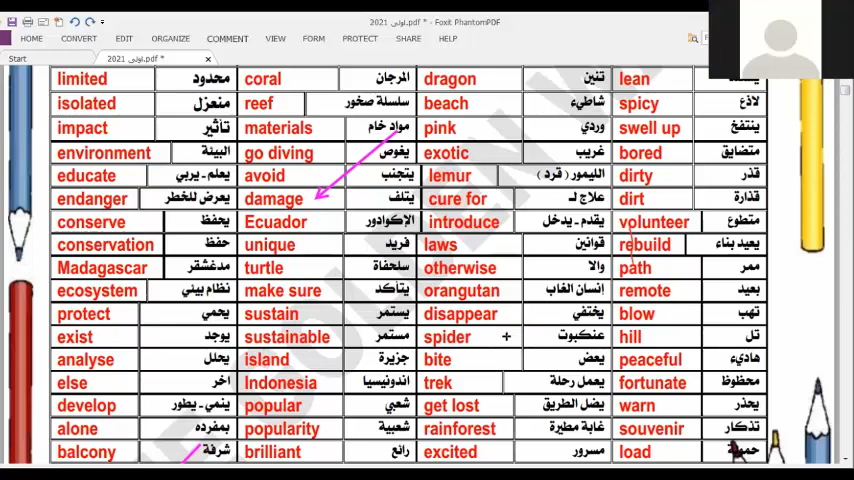 اولى 2021.pdf * - Foxit PhantomPDF
HOME CONVERT EDIT ORGANIZE COMMENT VIEW FORM PROTECT SHARE HELP
Start اولى 2021.pdf *
limited محدود coral المرجان dragon تنين lean
isolated منعزل reef سلسلة صخور beach شاطيء spicy لاذع
impact تأثير materials مواد خام pink وردي swell up ينتفخ
environment البيئة go diving يغوص exotic غريب bored متضايق
educate يعلم ـ يربي avoid يتجنب lemur الليمور ( قرد ) dirty قذر
endanger يعرض للخطر damage يتلف cure for علاج لـ dirt قذارة
conserve يحفظ Ecuador الإكوادور introduce يقدم ـ يدخل volunteer متطوع
conservation حفظ unique فريد laws قوانين rebuild يعيد بناء
Madagascar مدغشقر turtle سلحفاة otherwise والا path ممر
ecosystem نظام بيئي make sure يتأكد orangutan إنسان الغاب remote بعيد
protect يحمي sustain يستمر disappear يختفي blow تهب
exist يوجد sustainable مستمر spider عنكبوت hill تل
analyse يحلل island جزيرة bite يعض peaceful هاديء
else اخر Indonesia اندونيسيا trek يعمل رحلة fortunate محظوظ
develop ينمي ـ يطور popular شعبي get lost يضل الطريق warn يحذر
alone بمفرده popularity شعبية rainforest غابة مطيرة souvenir تذكار
balcony شرفة brilliant رائع excited مسرور load حمولة